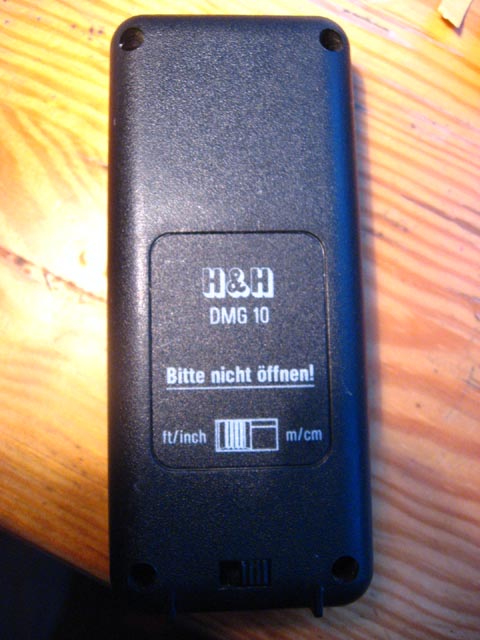 H&H
DMG 10
Bitte nicht öffnen!
ft/inch m/cm